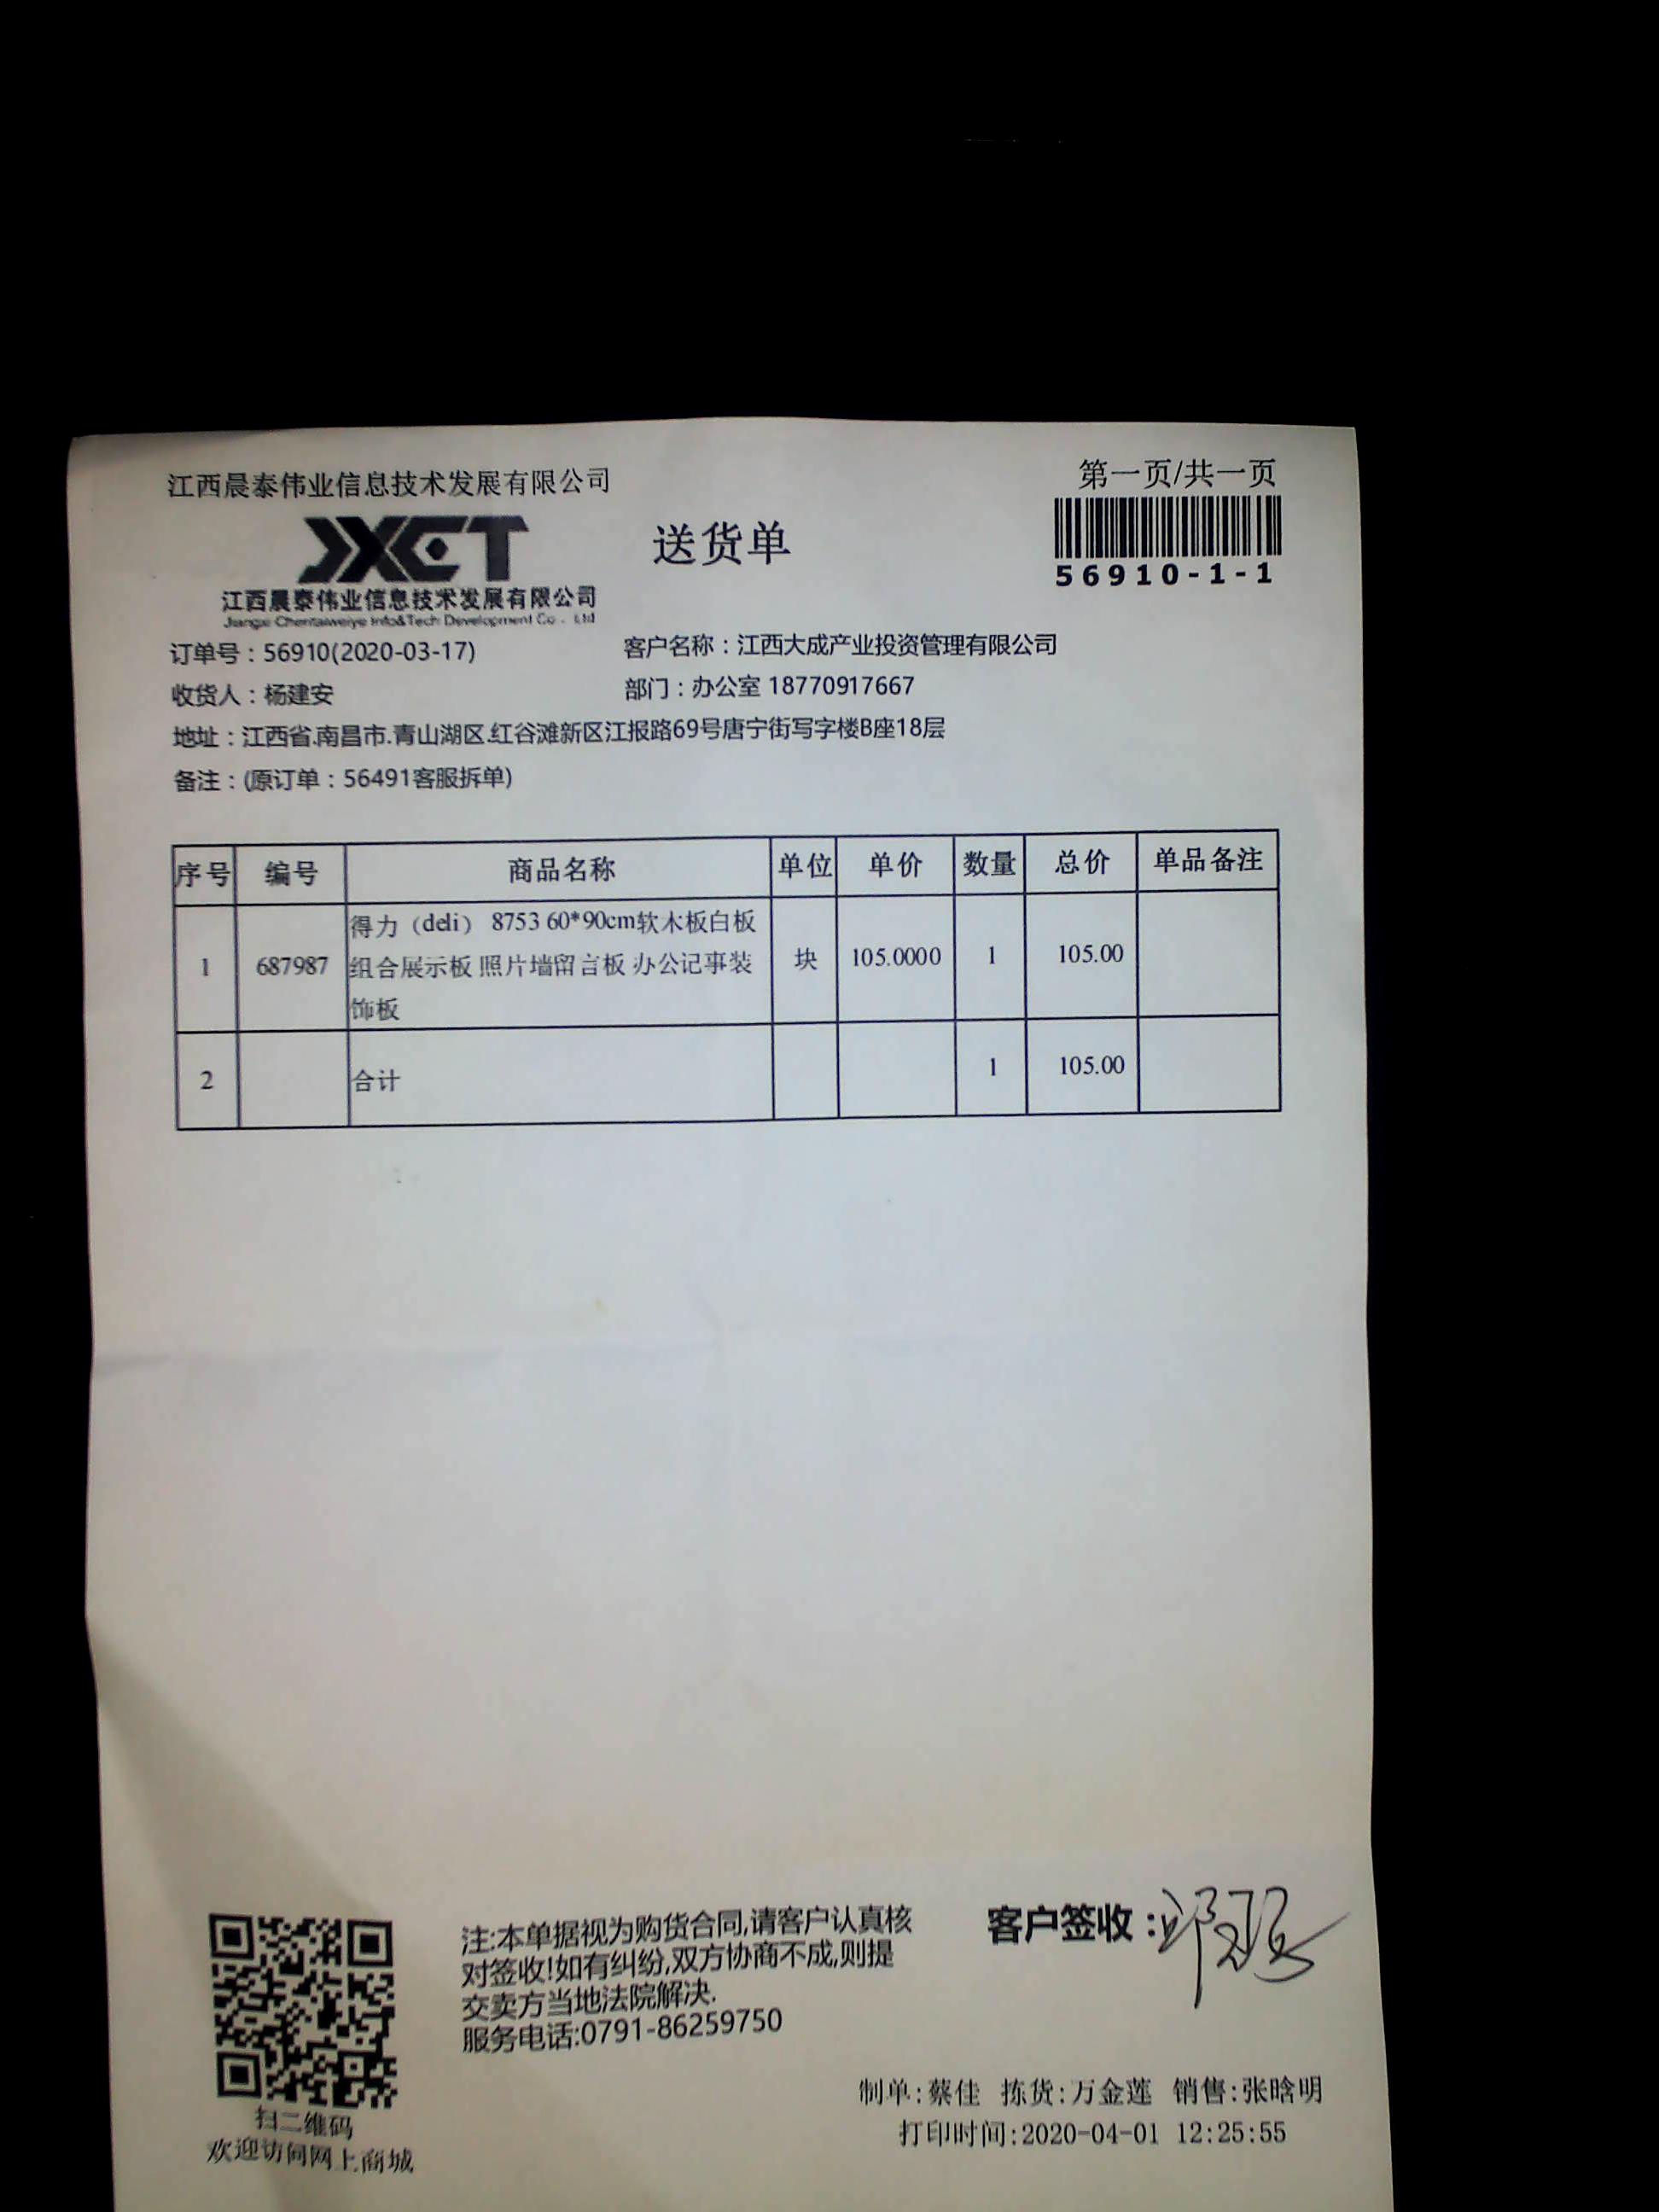 江西晨泰伟业信息技术发展有限公司
第一页/共一页
JXCT
送货单
56910-1-1
江西晨泰伟业信息技术发展有限公司
Jiangxi Chentaiweiye Info&Tech Development Co．Ltd
订单号：56910(2020-03-17)
客户名称：江西大成产业投资管理有限公司
收货人：杨建安
部门：办公室 18770917667
地址：江西省.南昌市.青山湖区.红谷滩新区江报路69号唐宁街写字楼B座18层
备注：(原订单：56491客服拆单)
序号 编号 商品名称 单位 单价 数量 总价 单品备注
得力（deli） 8753 60*90cm软木板白板
1 687987 组合展示板 照片墙留言板 办公记事装 块 105.0000 1 105.00
饰板
2 合计 1 105.00
注:本单据视为购货合同,请客户认真核
对签收!如有纠纷,双方协商不成,则提
交卖方当地法院解决.
服务电话:0791-86259750
客户签收：
扫二维码
欢迎访问网上商城
制单:蔡佳 拣货:万金莲 销售:张晗明
打印时间:2020-04-01 12:25:55